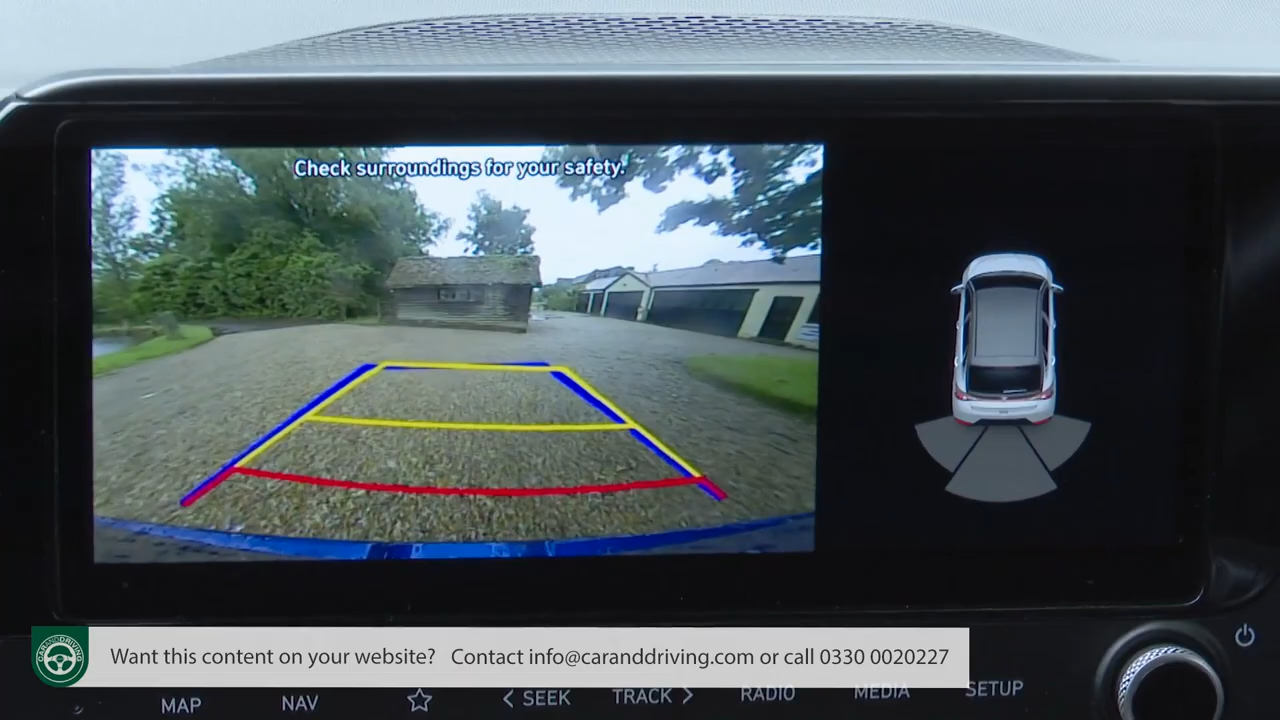 Check surroundings for your safety.
CARANDDRIVING
Want this content on your website? Contact info@caranddriving.com or call 0330 0020227
MAP NAV SEEK TRACK RADIO MEDIA SETUP